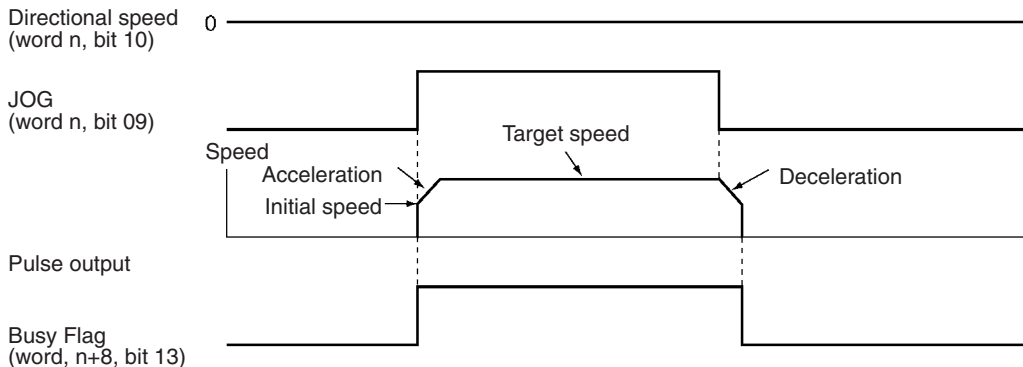 Directional speed
(word n, bit 10)
0
JOG
(word n, bit 09)
Speed
Target speed
Acceleration
Deceleration
Initial speed
Pulse output
Busy Flag
(word, n+8, bit 13)